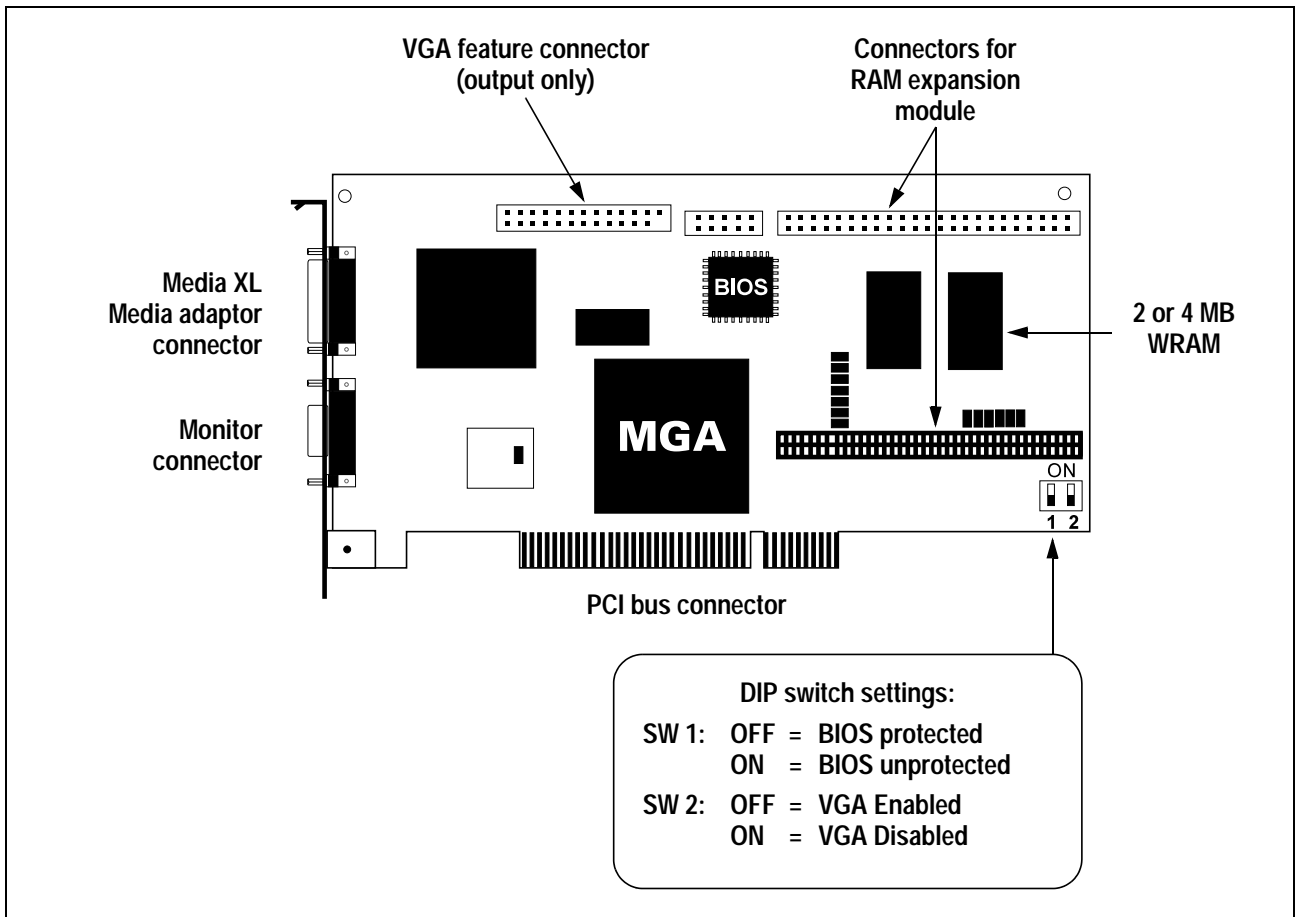 VGA feature connector
(output only)
Connectors for
RAM expansion
module
Media XL
Media adaptor
connector
BIOS
2 or 4 MB
WRAM
Monitor
connector
MGA
ON
1 2
PCI bus connector
DIP switch settings:
SW 1: OFF = BIOS protected
ON = BIOS unprotected
SW 2: OFF = VGA Enabled
ON = VGA Disabled